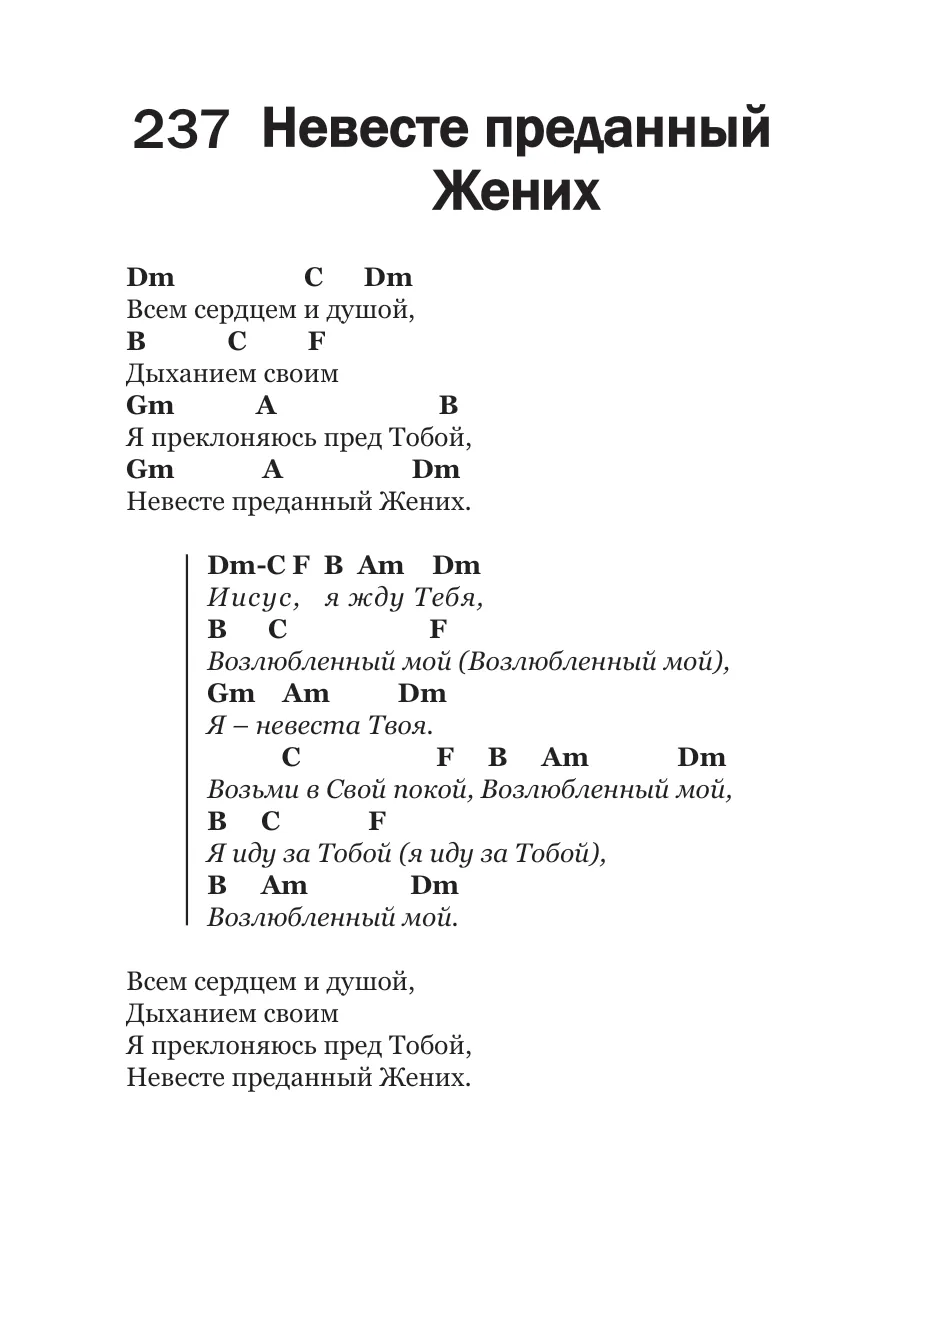 237 Невесте преданный
Жених
Dm C Dm
Всем сердцем и душой,
B C F
Дыханием своим
Gm A B
Я преклоняюсь пред Тобой,
Gm A Dm
Невесте преданный Жених.
Dm-C F B Am Dm
Иисус, я жду Тебя,
B C F
Возлюбленный мой (Возлюбленный мой),
Gm Am Dm
Я – невеста Твоя.
C F B Am Dm
Возьми в Свой покой, Возлюбленный мой,
B C F
Я иду за Тобой (я иду за Тобой),
B Am Dm
Возлюбленный мой.
Всем сердцем и душой,
Дыханием своим
Я преклоняюсь пред Тобой,
Невесте преданный Жених.